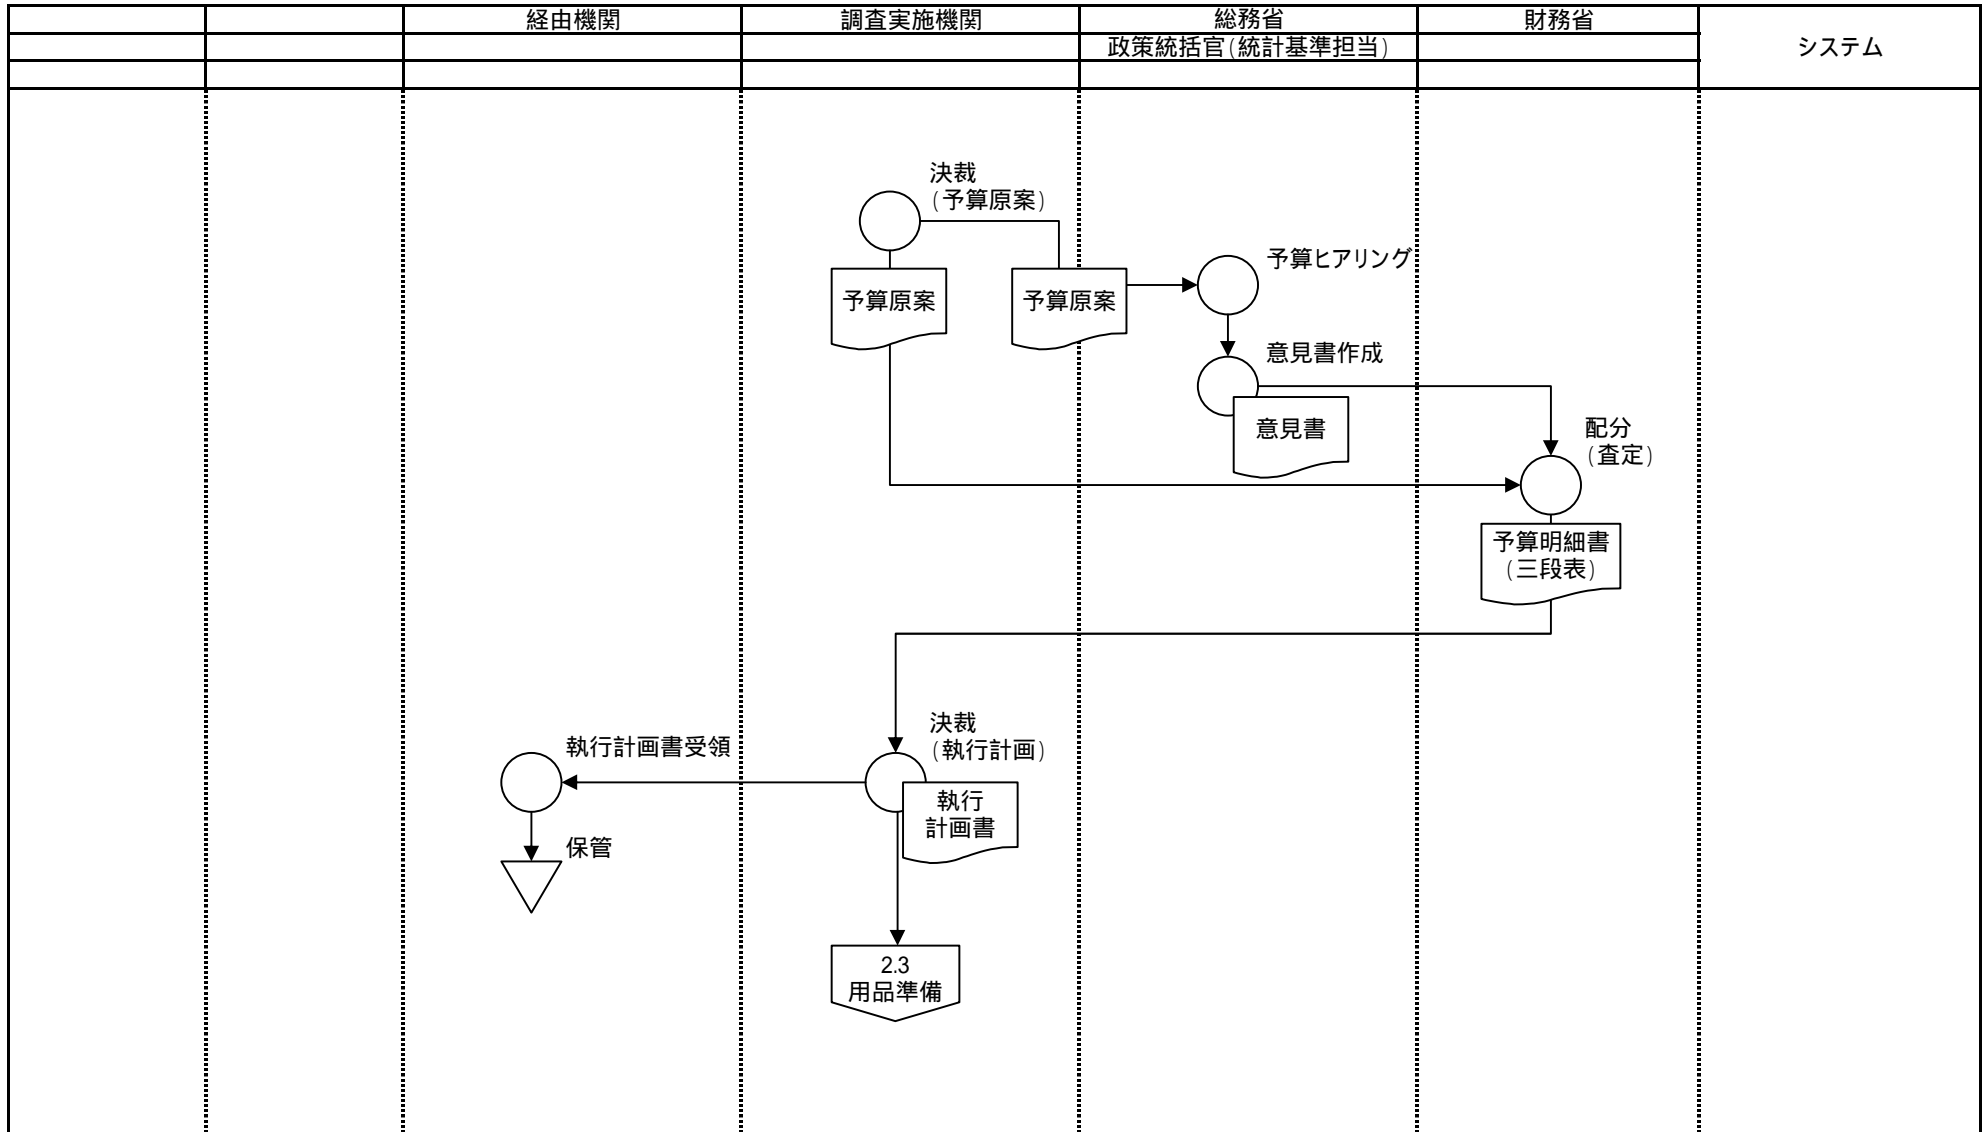 経由機関
調査実施機関
総務省
財務省
政策統括官(統計基準担当)
システム
決裁
(予算原案)
予算ヒアリング
予算原案
予算原案
意見書作成
意見書
配分
(査定)
予算明細書
(三段表)
決裁
(執行計画)
執行計画書受領
執行
計画書
保管
2.3
用品準備